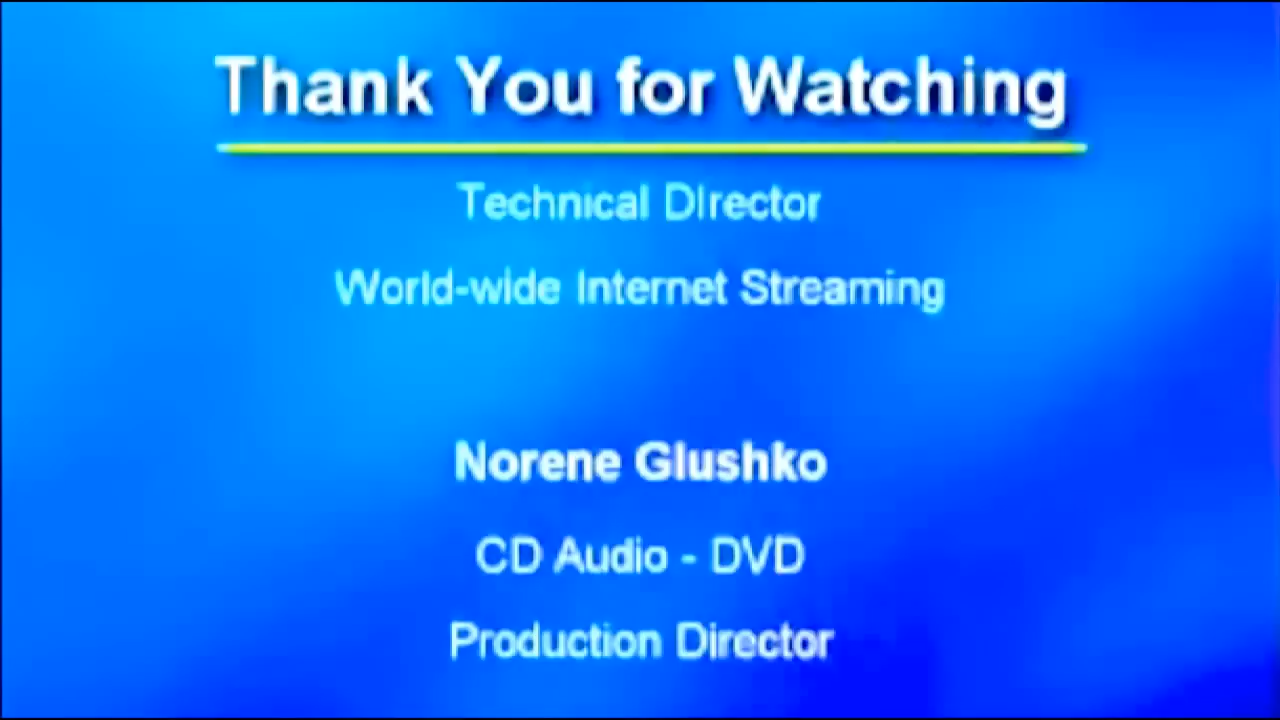 Thank You for Watching
Technical DIrector
World-wide Internet Streaming
Norene Glushko
CD Audio - DVD
Production Director